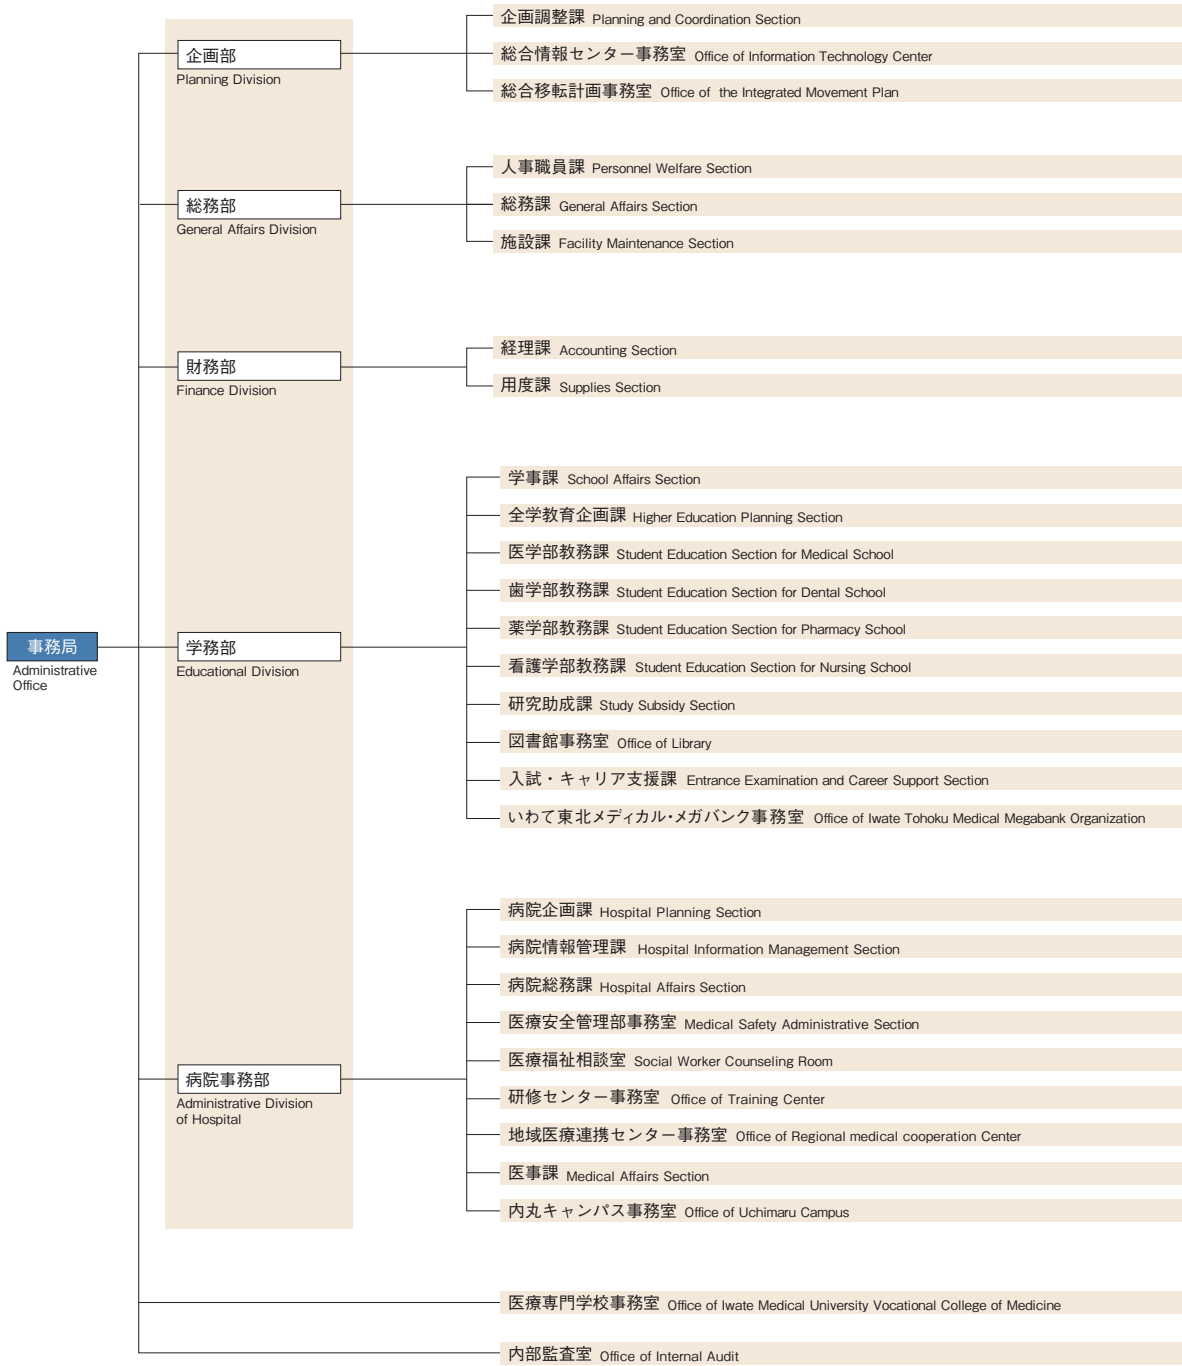 事務局
Administrative
Office
企画部
Planning Division
企画調整課 Planning and Coordination Section
総合情報センター事務室 Office of Information Technology Center
総合移転計画事務室 Office of the Integrated Movement Plan
総務部
General Affairs Division
人事職員課 Personnel Welfare Section
総務課 General Affairs Section
施設課 Facility Maintenance Section
財務部
Finance Division
経理課 Accounting Section
用度課 Supplies Section
学務部
Educational Division
学事課 School Affairs Section
全学教育企画課 Higher Education Planning Section
医学部教務課 Student Education Section for Medical School
歯学部教務課 Student Education Section for Dental School
薬学部教務課 Student Education Section for Pharmacy School
看護学部教務課 Student Education Section for Nursing School
研究助成課 Study Subsidy Section
図書館事務室 Office of Library
入試・キャリア支援課 Entrance Examination and Career Support Section
いわて東北メディカル・メガバンク事務室 Office of Iwate Tohoku Medical Megabank Organization
病院事務部
Administrative Division
of Hospital
病院企画課 Hospital Planning Section
病院情報管理課 Hospital Information Management Section
病院総務課 Hospital Affairs Section
医療安全管理部事務室 Medical Safety Administrative Section
医療福祉相談室 Social Worker Counseling Room
研修センター事務室 Office of Training Center
地域医療連携センター事務室 Office of Regional medical cooperation Center
医事課 Medical Affairs Section
内丸キャンパス事務室 Office of Uchimaru Campus
医療専門学校事務室 Office of Iwate Medical University Vocational College of Medicine
内部監査室 Office of Internal Audit